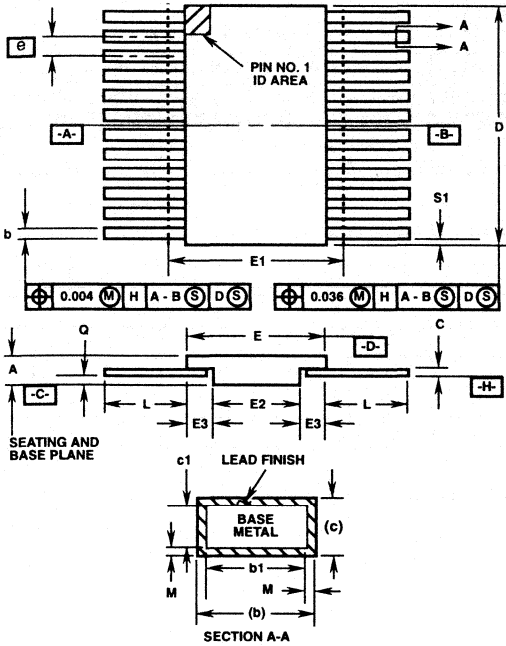 e
PIN NO. 1
ID AREA
A
A
D
-A-
-B-
S1
b
E1
0.004 M H A - B S D S
0.036 M H A - B S D S
Q
E
-D-
C
A
-C-
-H-
L
E3
E2
E3
L
SEATING AND
BASE PLANE
LEAD FINISH
c1
BASE
METAL
(c)
b1
M
M
(b)
SECTION A-A